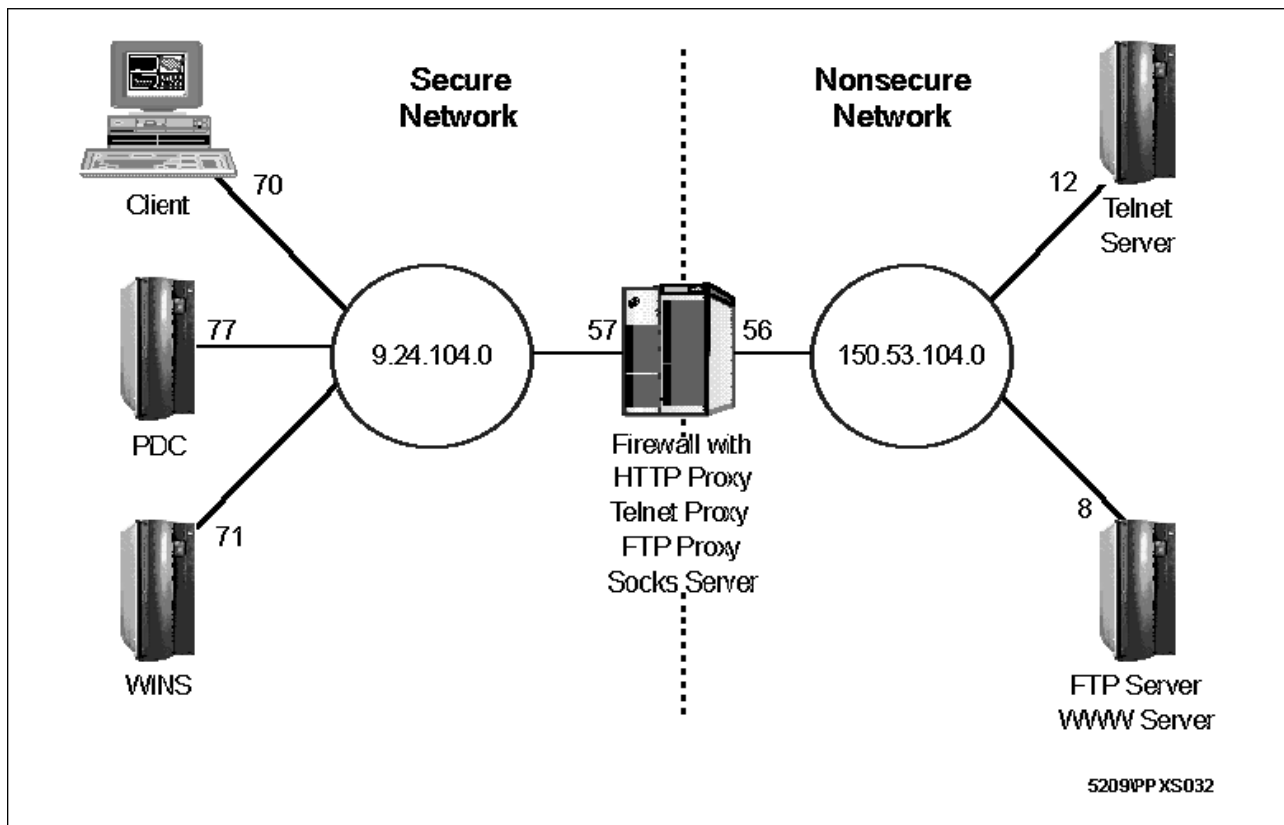 Secure
Network
Nonsecure
Network
Client
70
12
Telnet
Server
77
9.24.104.0
57
56
150.53.104.0
PDC
Firewall with
HTTP Proxy
Telnet Proxy
FTP Proxy
Socks Server
71
8
WINS
FTP Server
WWW Server
5209\PPXS032